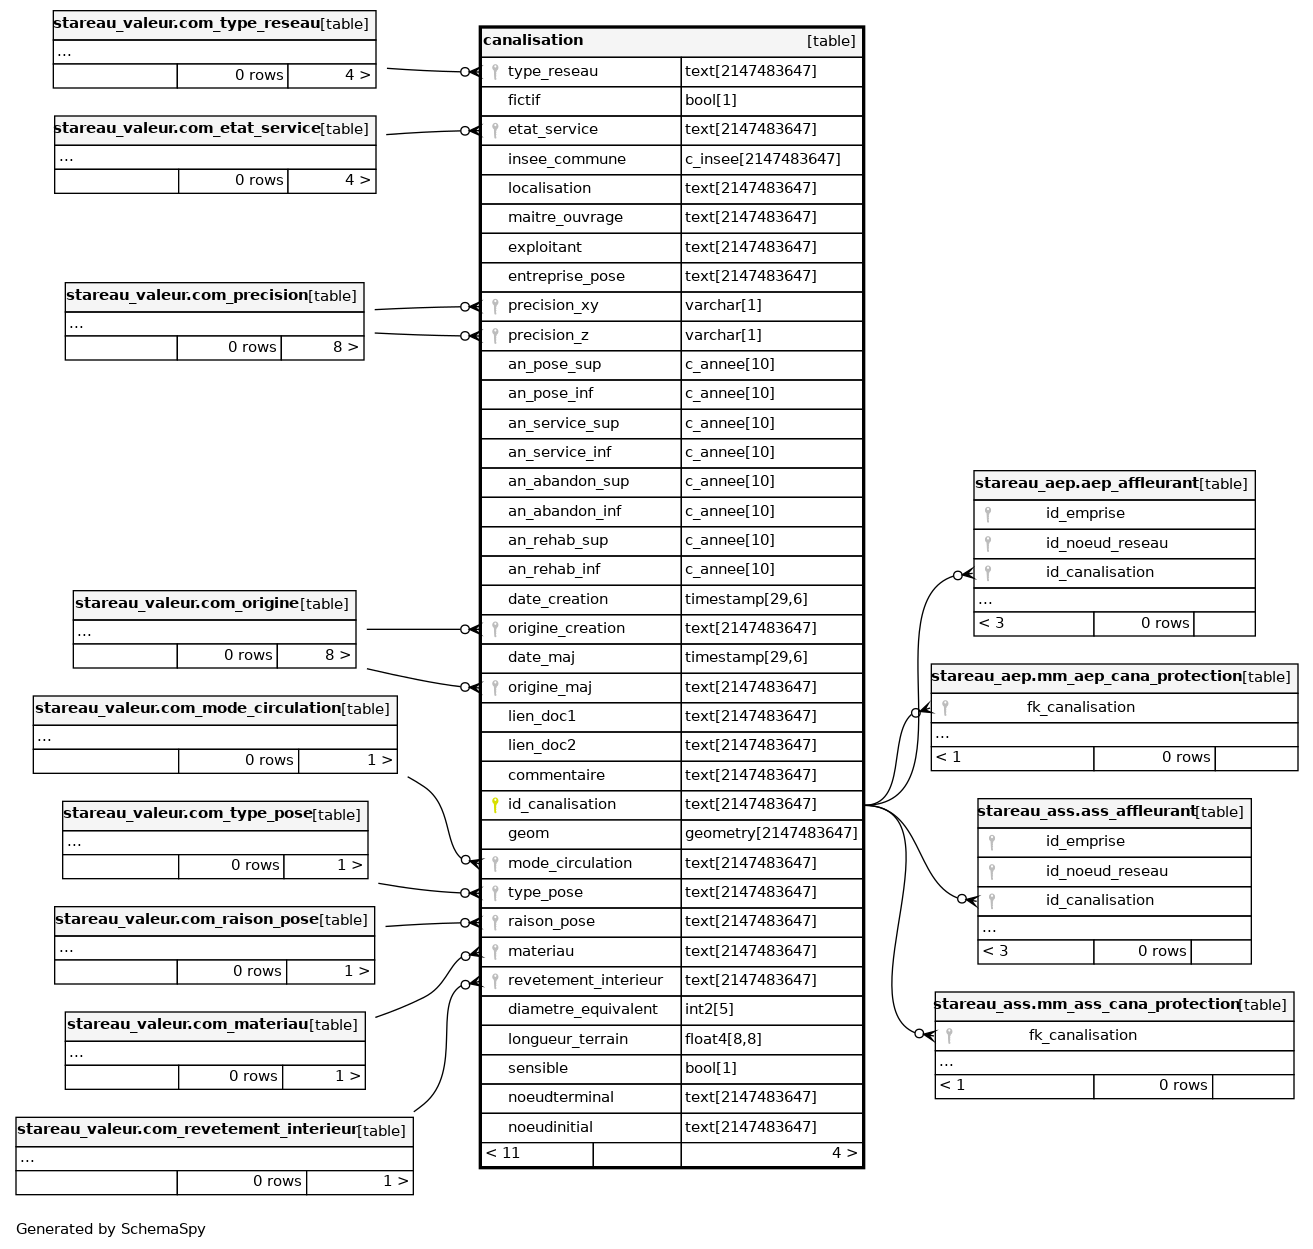 stareau_valeur.com_type_reseau[table]
...
0 rows 4 >
stareau_valeur.com_etat_service[table]
...
0 rows 4 >
stareau_valeur.com_precision[table]
...
0 rows 8 >
stareau_valeur.com_origine[table]
...
0 rows 8 >
stareau_valeur.com_mode_circulation[table]
...
0 rows 1 >
stareau_valeur.com_type_pose[table]
...
0 rows 1 >
stareau_valeur.com_raison_pose[table]
...
0 rows 1 >
stareau_valeur.com_materiau[table]
...
0 rows 1 >
stareau_valeur.com_revetement_interieur[table]
...
0 rows 1 >
canalisation [table]
type_reseau text[2147483647]
fictif bool[1]
etat_service text[2147483647]
insee_commune c_insee[2147483647]
localisation text[2147483647]
maitre_ouvrage text[2147483647]
exploitant text[2147483647]
entreprise_pose text[2147483647]
precision_xy varchar[1]
precision_z varchar[1]
an_pose_sup c_annee[10]
an_pose_inf c_annee[10]
an_service_sup c_annee[10]
an_service_inf c_annee[10]
an_abandon_sup c_annee[10]
an_abandon_inf c_annee[10]
an_rehab_sup c_annee[10]
an_rehab_inf c_annee[10]
date_creation timestamp[29,6]
origine_creation text[2147483647]
date_maj timestamp[29,6]
origine_maj text[2147483647]
lien_doc1 text[2147483647]
lien_doc2 text[2147483647]
commentaire text[2147483647]
id_canalisation text[2147483647]
geom geometry[2147483647]
mode_circulation text[2147483647]
type_pose text[2147483647]
raison_pose text[2147483647]
materiau text[2147483647]
revetement_interieur text[2147483647]
diametre_equivalent int2[5]
longueur_terrain float4[8,8]
sensible bool[1]
noeudterminal text[2147483647]
noeudinitial text[2147483647]
< 11 4 >
stareau_aep.aep_affleurant[table]
id_emprise
id_noeud_reseau
id_canalisation
...
< 3 0 rows
stareau_aep.mm_aep_cana_protection[table]
fk_canalisation
...
< 1 0 rows
stareau_ass.ass_affleurant[table]
id_emprise
id_noeud_reseau
id_canalisation
...
< 3 0 rows
stareau_ass.mm_ass_cana_protection[table]
fk_canalisation
...
< 1 0 rows
Generated by SchemaSpy